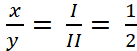 x/y = I/II = 1/2